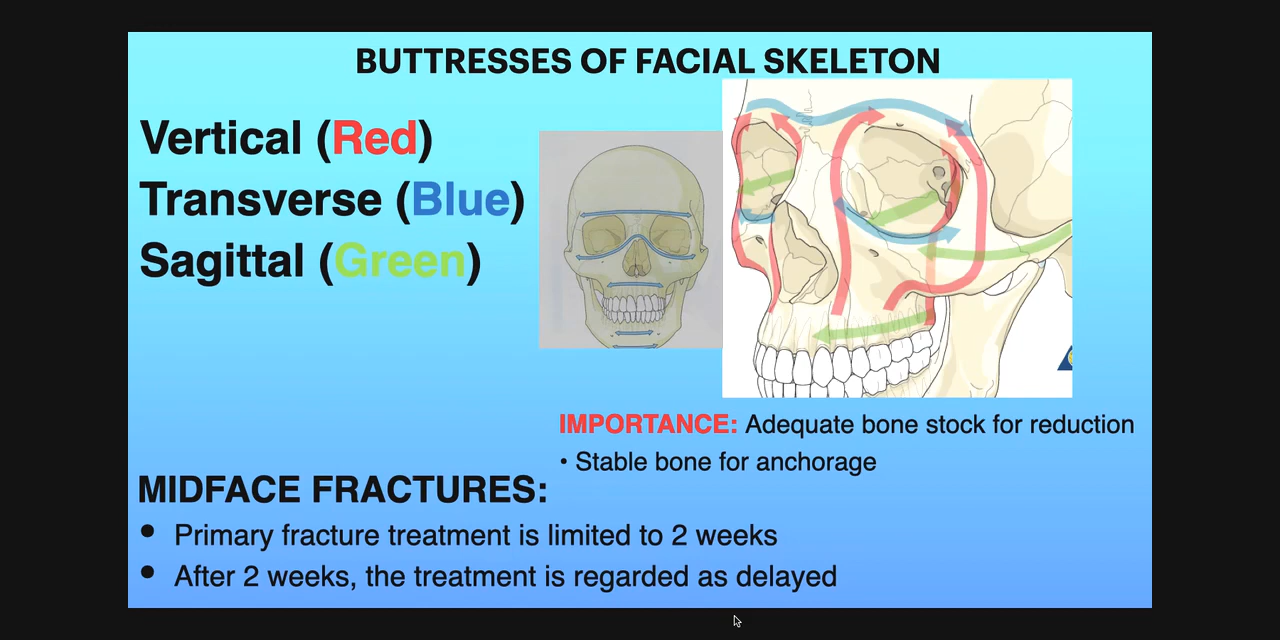 BUTTRESSES OF FACIAL SKELETON
Vertical (Red)
Transverse (Blue)
Sagittal (Green)
IMPORTANCE: Adequate bone stock for reduction
• Stable bone for anchorage
MIDFACE FRACTURES:
• Primary fracture treatment is limited to 2 weeks
• After 2 weeks, the treatment is regarded as delayed